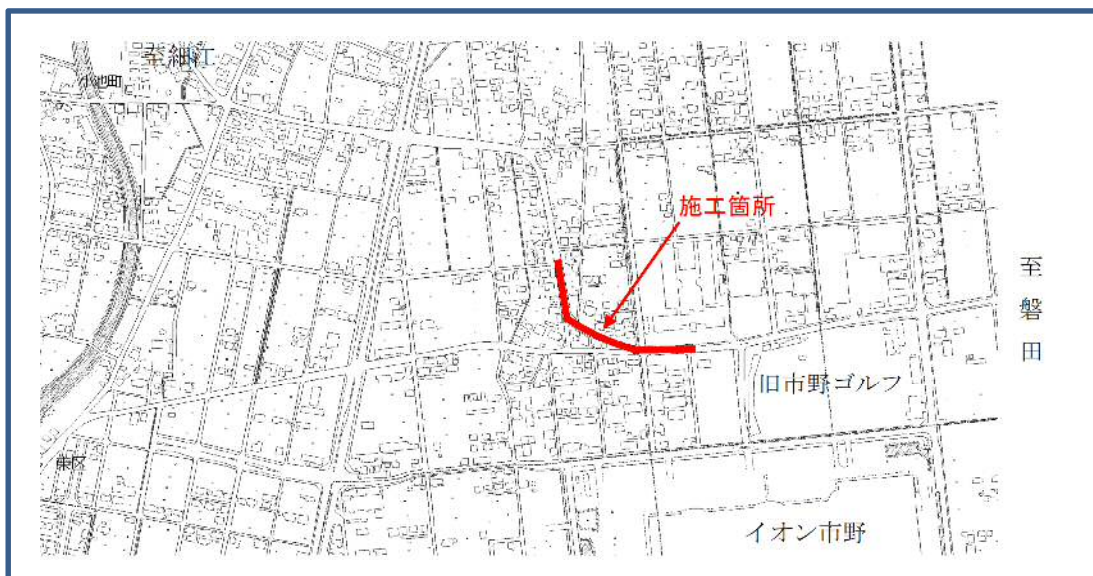 至細江
小池町
施工箇所
至磐田
旧市野ゴルフ
東区
イオン市野